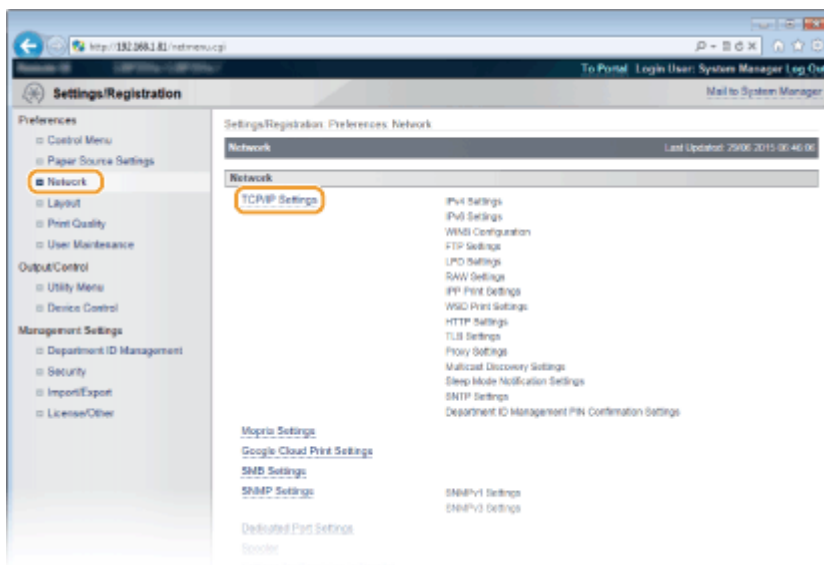 http://192.168.1.81/netmenu.cgi
To Portal Login User: System Manager Log Ou
Settings/Registration
Mail to System Manager
Preferences
Control Menu
Paper Source Settings
Network
Layout
Print Quality
User Maintenance
Output/Control
Utility Menu
Device Control
Management Settings
Department ID Management
Security
Import/Export
License/Other
Settings/Registration: Preferences: Network
Network
Last Updated: 29/06 2015 06:46:06
Network
TCP/IP Settings
IPv4 Settings
IPv6 Settings
WINS Configuration
FTP Settings
LPD Settings
RAW Settings
IPP Print Settings
WSD Print Settings
HTTP Settings
TLS Settings
Proxy Settings
Multicast Discovery Settings
Sleep Mode Notification Settings
SNTP Settings
Department ID Management PIN Confirmation Settings
Mopria Settings
Google Cloud Print Settings
SMB Settings
SNMP Settings
SNMPv1 Settings
SNMPv3 Settings
Dedicated Port Settings
Spooler